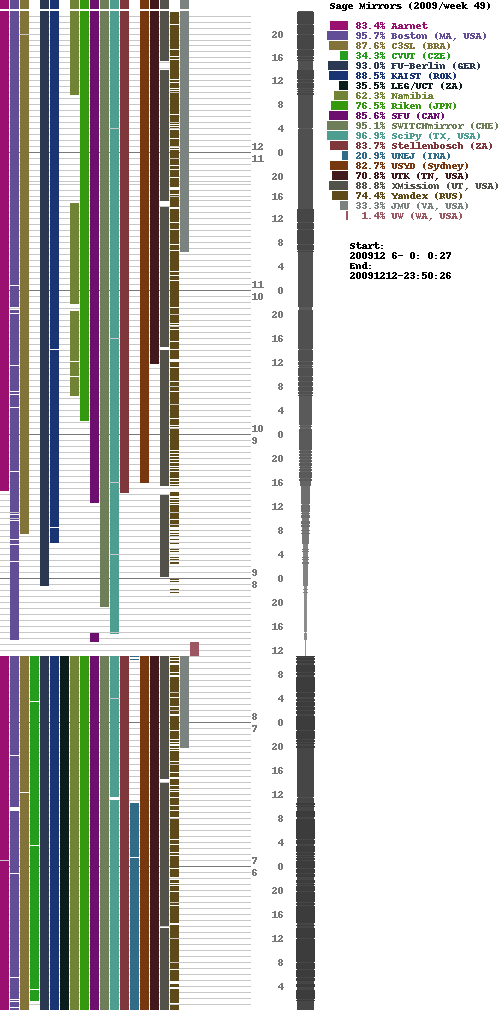 Sage Mirrors (2009/week 49)
83.4% Aarnet
95.7% Boston (MA, USA)
87.6% C3SL (BRA)
34.3% CVUT (CZE)
93.0% FU-Berlin (GER)
88.5% KAIST (ROK)
35.5% LEG/UCT (ZA)
62.3% Namibia
76.5% Riken (JPN)
85.6% SFU (CAN)
95.1% SWITCHmirror (CHE)
96.9% SciPy (TX, USA)
83.7% Stellenbosch (ZA)
20.9% UNEJ (INA)
82.7% USYD (Sydney)
70.8% UTK (TN, USA)
88.8% XMission (UT, USA)
74.4% Yandex (RUS)
33.3% JMU (VA, USA)
1.4% UW (WA, USA)
Start:
200912 6- 0: 0:27
End:
20091212-23:50:26
20
16
12
8
4
12
0
11
20
16
12
8
4
11
0
10
20
16
12
8
4
10
0
9
20
16
12
8
4
9
0
8
20
16
12
8
4
8
0
7
20
16
12
8
4
7
0
6
20
16
12
8
4